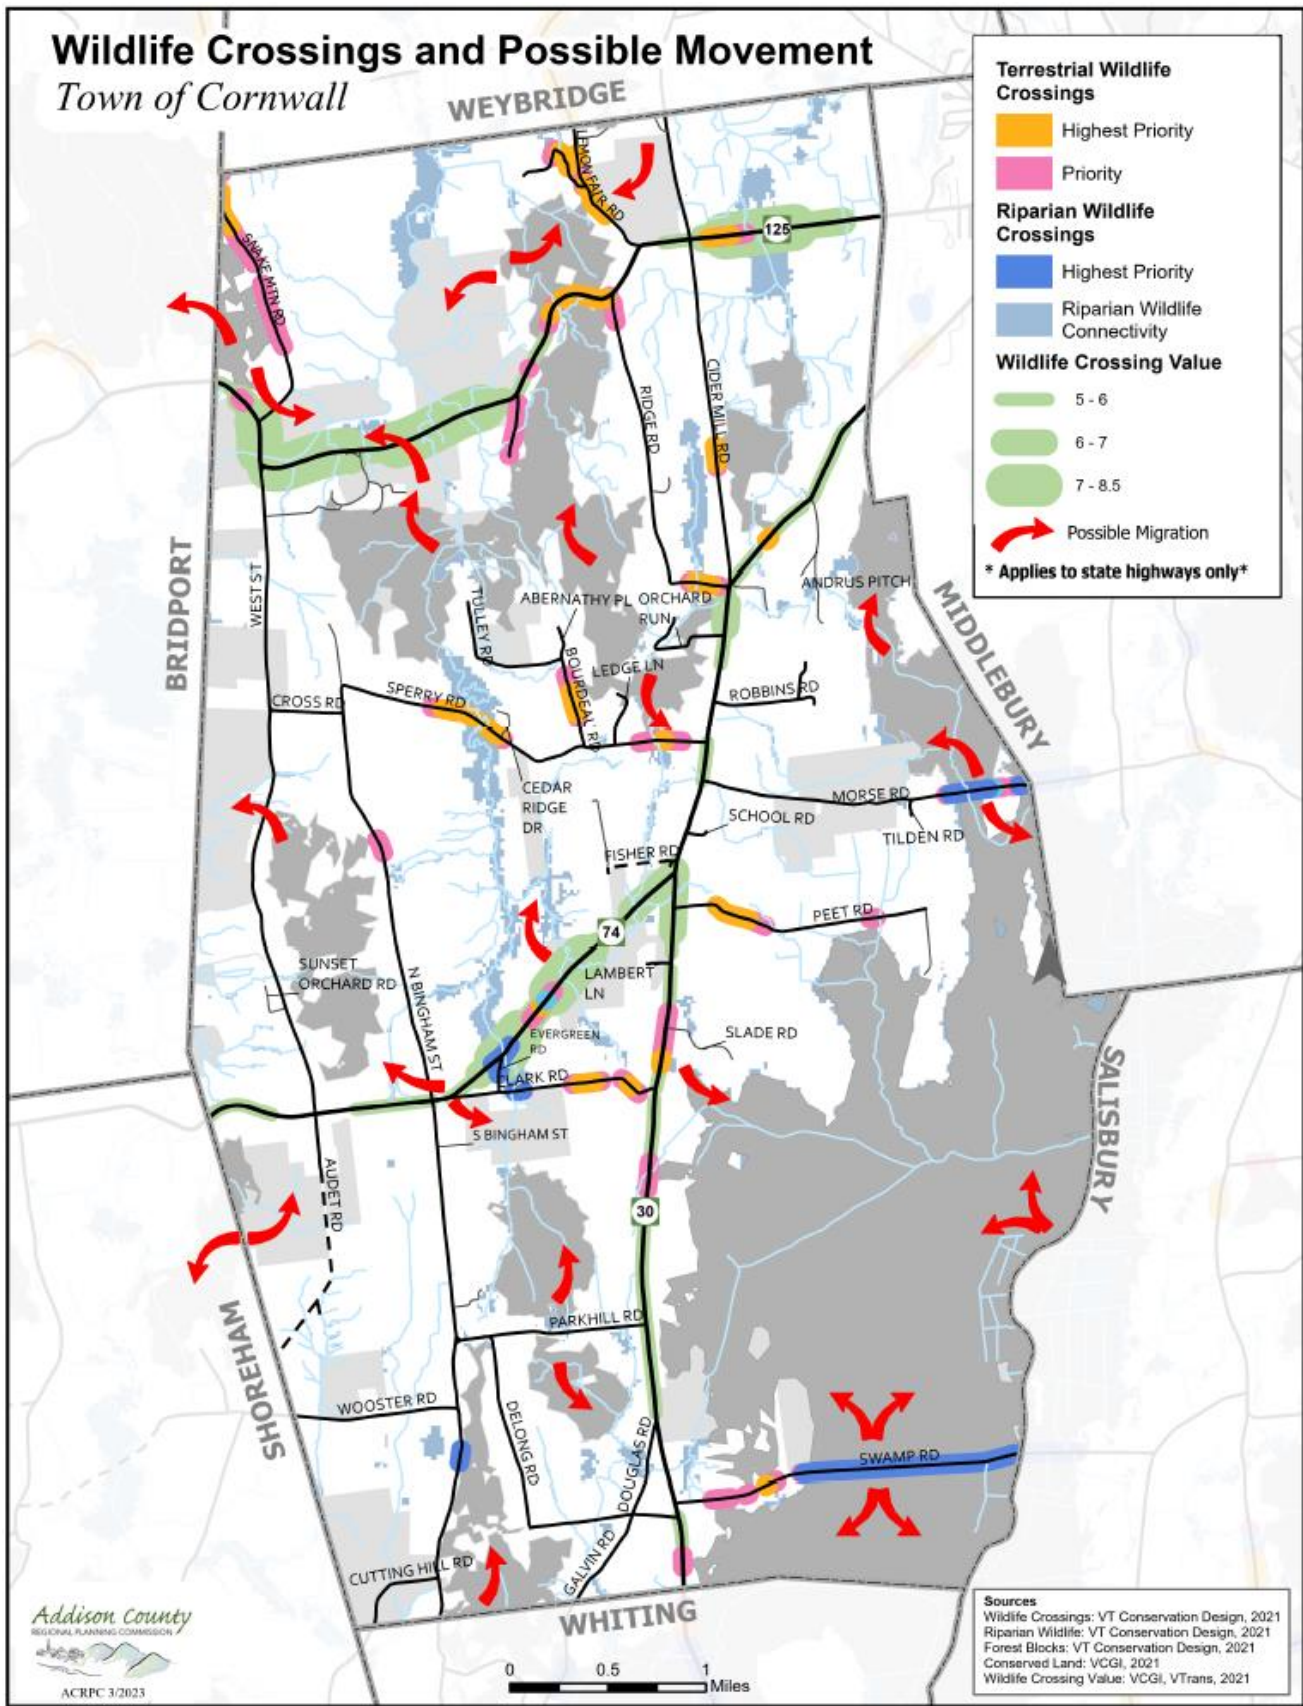 Wildlife Crossings and Possible Movement
Town of Cornwall
Terrestrial Wildlife
Crossings
Highest Priority
Priority
Riparian Wildlife
Crossings
Highest Priority
Riparian Wildlife
Connectivity
Wildlife Crossing Value
5 - 6
6 - 7
7 - 8.5
Possible Migration
* Applies to state highways only*
WEYBRIDGE
LEMON FAIR RD
125
SNAKE MTN RD
CIDER MILL RD
RIDGE RD
BRIDPORT
WEST ST
ANDRUS PITCH
MIDDLEBURY
ABERNATHY PL
ORCHARD
RUN
TULLEY RD
BOURDEAL RD
LEDGE LN
ROBBINS RD
CROSS RD
SPERRY RD
CEDAR
RIDGE
DR
MORSE RD
SCHOOL RD
TILDEN RD
FISHER RD
PEET RD
74
SUNSET
ORCHARD RD
N BINGHAM ST
LAMBERT
LN
EVERGREEN
RD
SLADE RD
CLARK RD
SALISBURY
S BINGHAM ST
AUDET RD
30
SHOREHAM
PARKHILL RD
WOOSTER RD
DELONG RD
DOUGLAS RD
SWAMP RD
CUTTING HILL RD
GALVIN RD
WHITING
Addison County
REGIONAL PLANNING COMMISSION
ACRPC 3/2023
0 0.5 1
Miles
Sources
Wildlife Crossings: VT Conservation Design, 2021
Riparian Wildlife: VT Conservation Design, 2021
Forest Blocks: VT Conservation Design, 2021
Conserved Land: VCGI, 2021
Wildlife Crossing Value: VCGI, VTrans, 2021